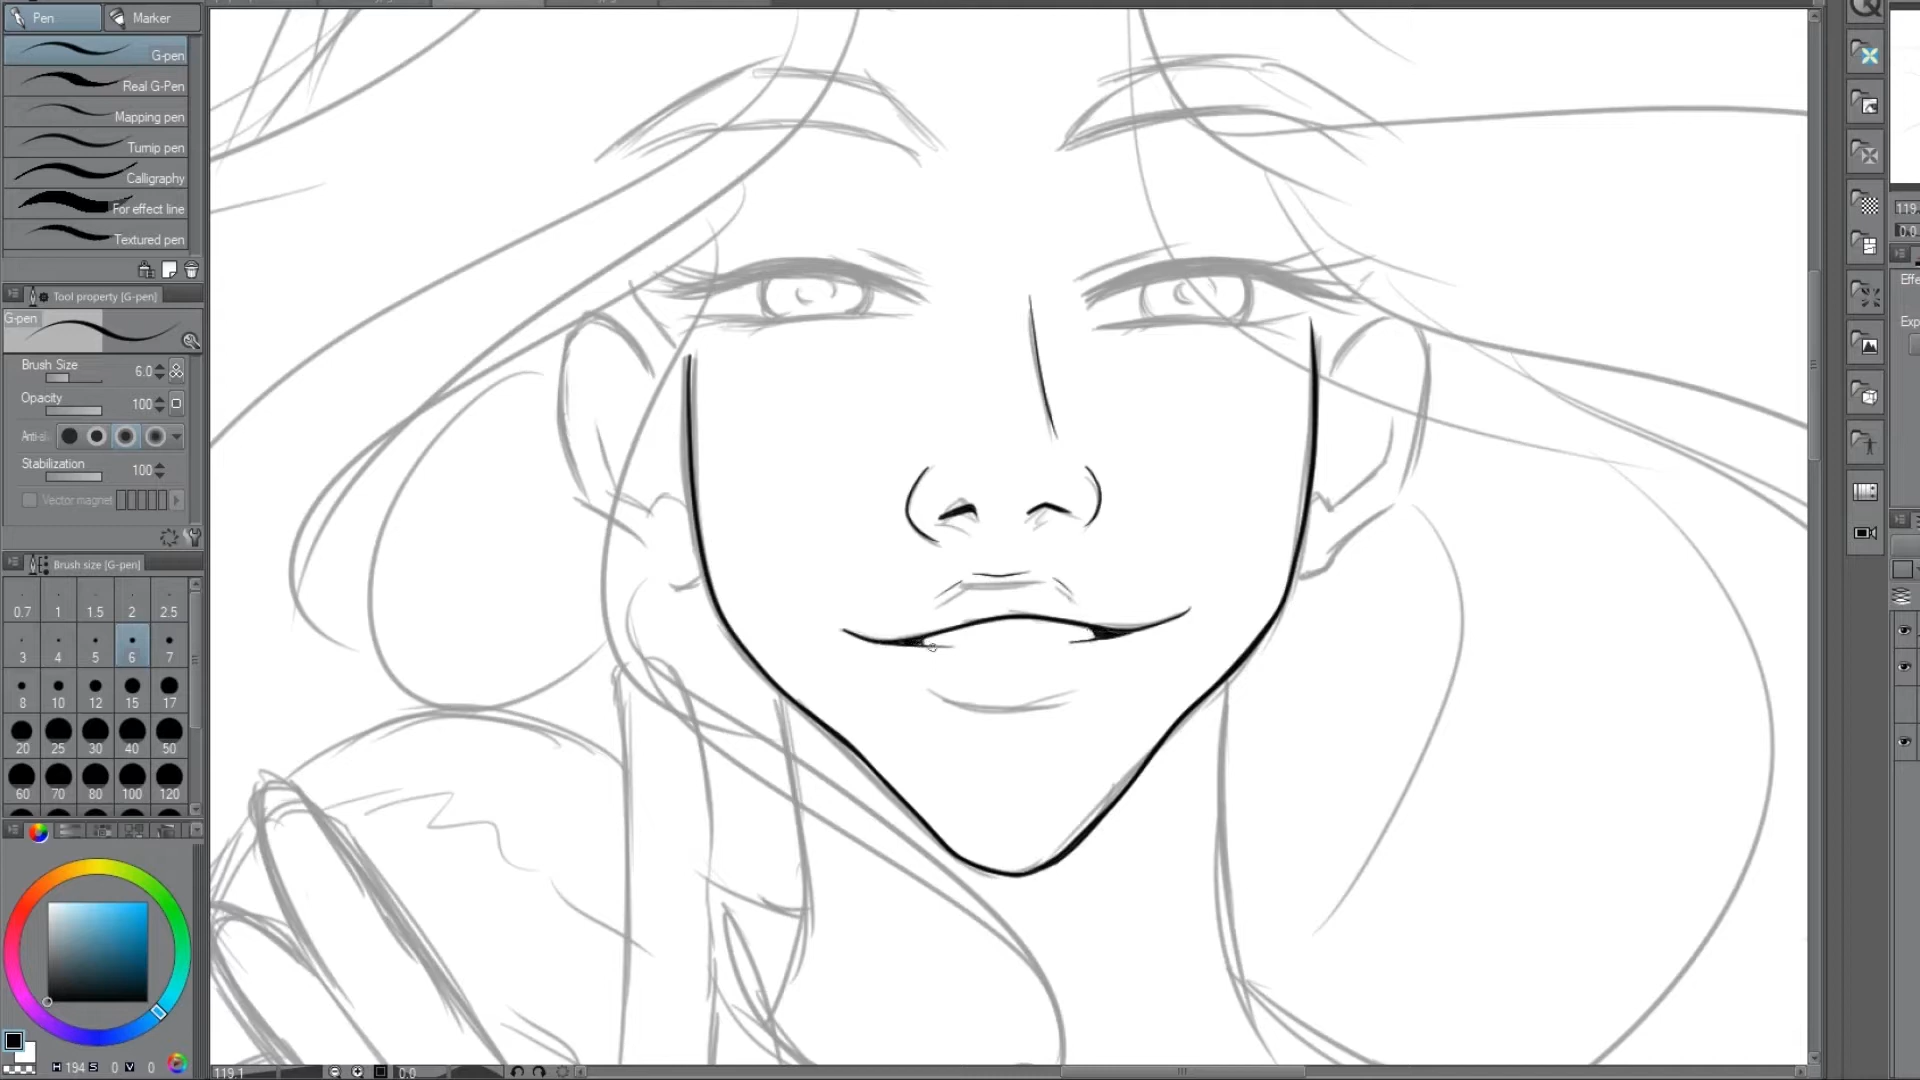 Pen Marker
G-pen
Real G-Pen
Mapping pen
Turnip pen
Calligraphy
For effect line
Textured pen
Tool property [G-pen]
G-pen
Brush Size 6.0
Opacity 100
Stabilization 100
Vector magnet
Brush size [G-pen]
0.7 1 1.5 2 2.5
3 4 5 6 7
8 10 12 15 17
20 25 30 40 50
60 70 80 100 120
H 194 S 0 V 0
119.1 0.0
119.
0.0
Effe
Exp